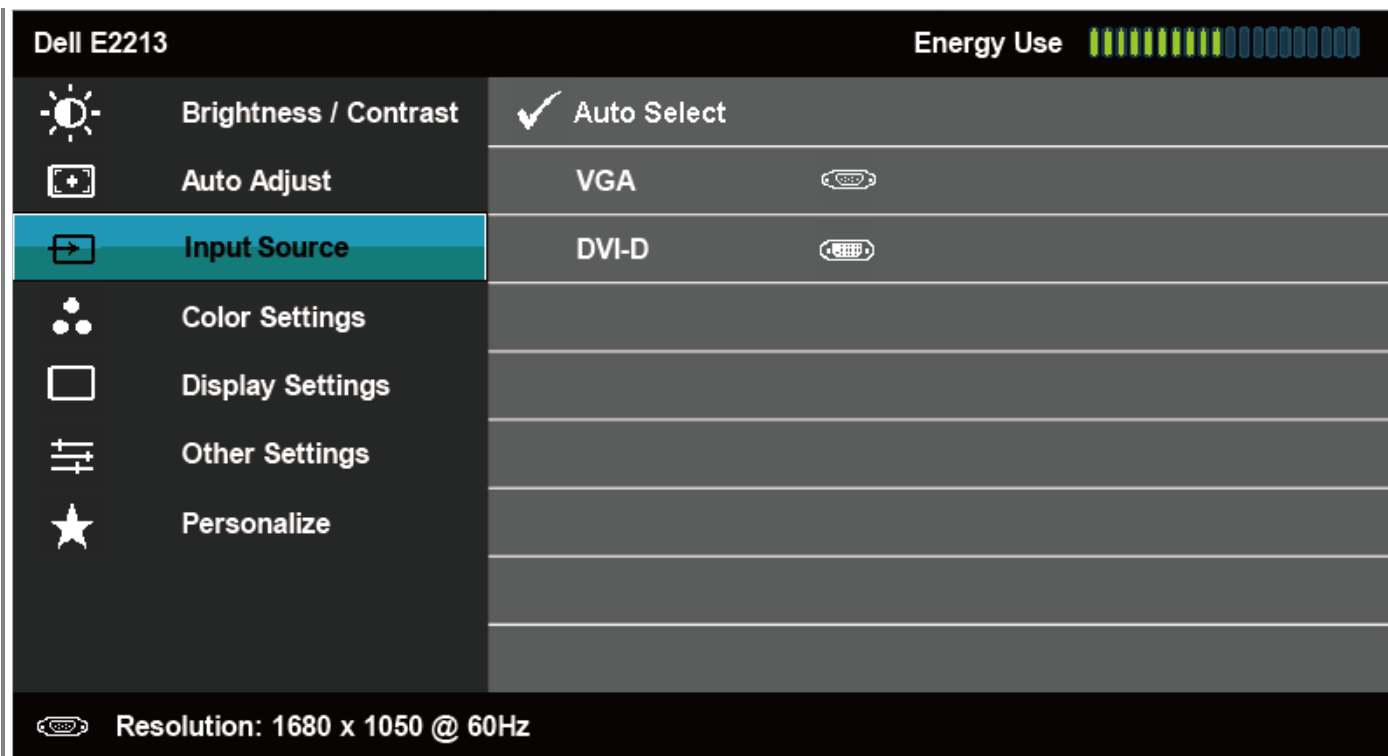 Dell E2213 Energy Use
Brightness / Contrast Auto Select
Auto Adjust VGA
Input Source DVI-D
Color Settings
Display Settings
Other Settings
Personalize
Resolution: 1680 x 1050 @ 60Hz